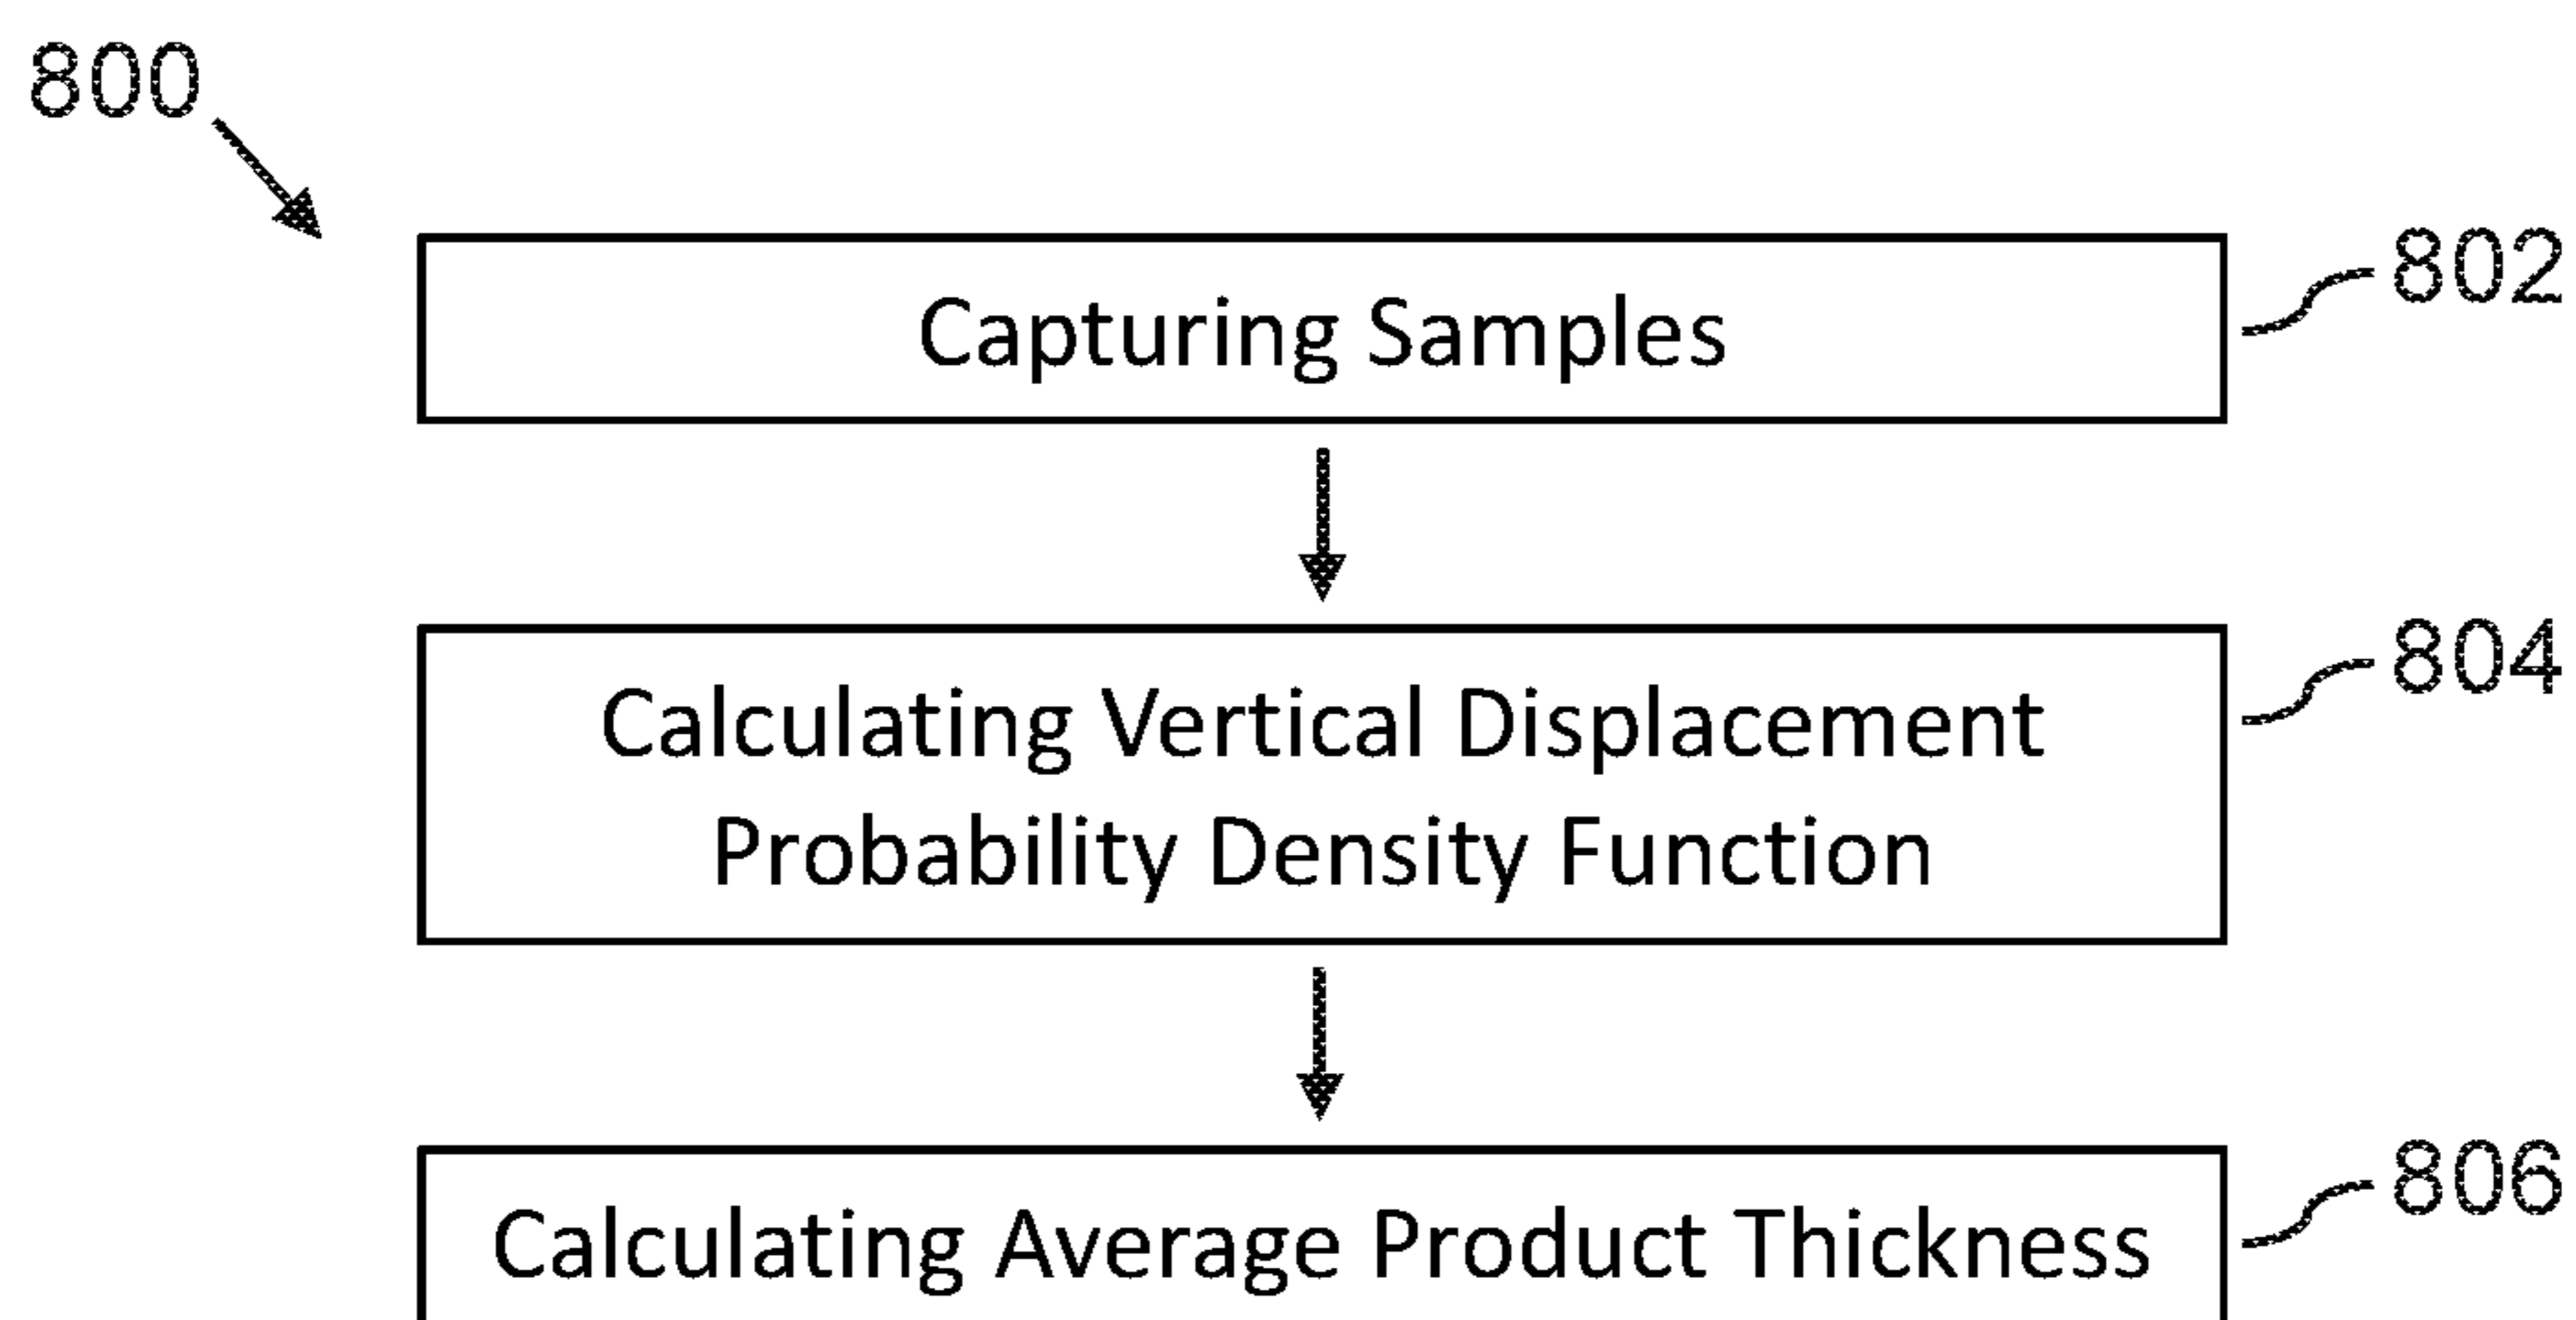 800
802
Capturing Samples
804
Calculating Vertical Displacement
Probability Density Function
806
Calculating Average Product Thickness